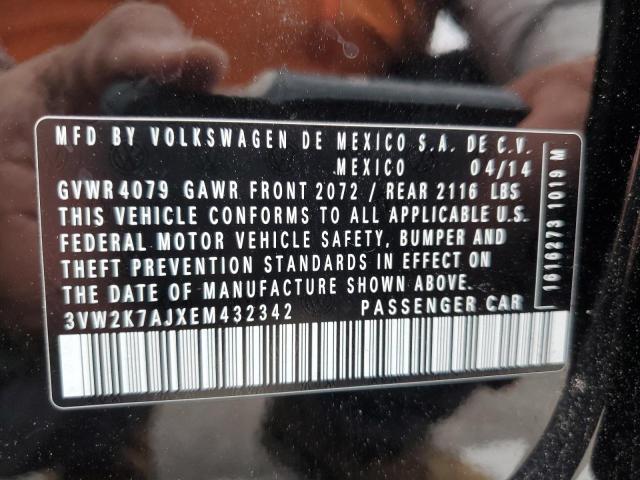 MFD BY VOLKSWAGEN DE MEXICO S.A. DE C.V.
MEXICO 04/14
GVWR 4079 GAWR FRONT 2072 / REAR 2116 LBS
THIS VEHICLE CONFORMS TO ALL APPLICABLE U.S.
FEDERAL MOTOR VEHICLE SAFETY, BUMPER AND
THEFT PREVENTION STANDARDS IN EFFECT ON
THE DATE OF MANUFACTURE SHOWN ABOVE.
3VW2K7AJXEM432342 PASSENGER CAR
1616273 1019 M